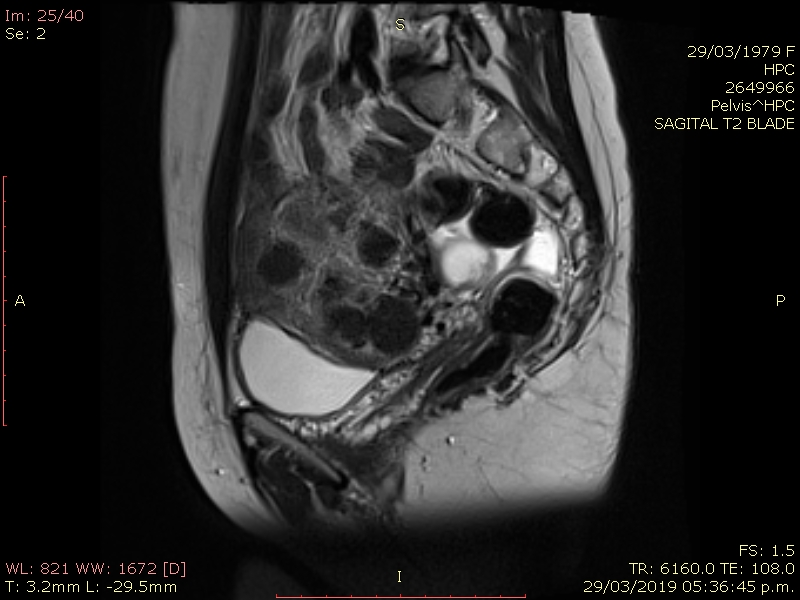 Im: 25/40
Se: 2
S
29/03/1979 F
HPC
2649966
Pelvis^HPC
SAGITAL T2 BLADE
A
P
WL: 821 WW: 1672 [D]
T: 3.2mm L: -29.5mm
I
FS: 1.5
TR: 6160.0 TE: 108.0
29/03/2019 05:36:45 p.m.